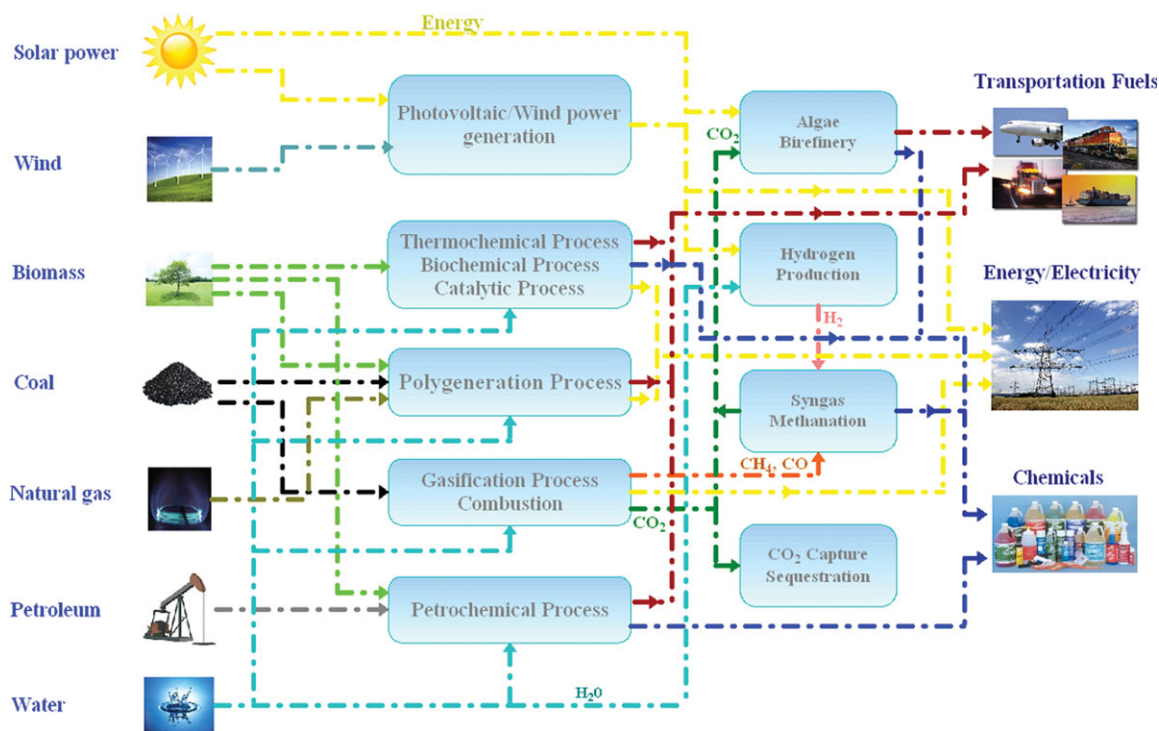 Energy
Solar power
Photovoltaic/Wind power
generation
Wind
Biomass
Thermochemical Process
Biochemical Process
Catalytic Process
Coal
Polygeneration Process
Natural gas
Gasification Process
Combustion
Petroleum
Petrochemical Process
Water
H₂0
CO₂
Algae
Birefinery
CO₂
Hydrogen
Production
H₂
Syngas
Methanation
CH₄, CO
CO₂ Capture
Sequestration
Transportation Fuels
Energy/Electricity
Chemicals